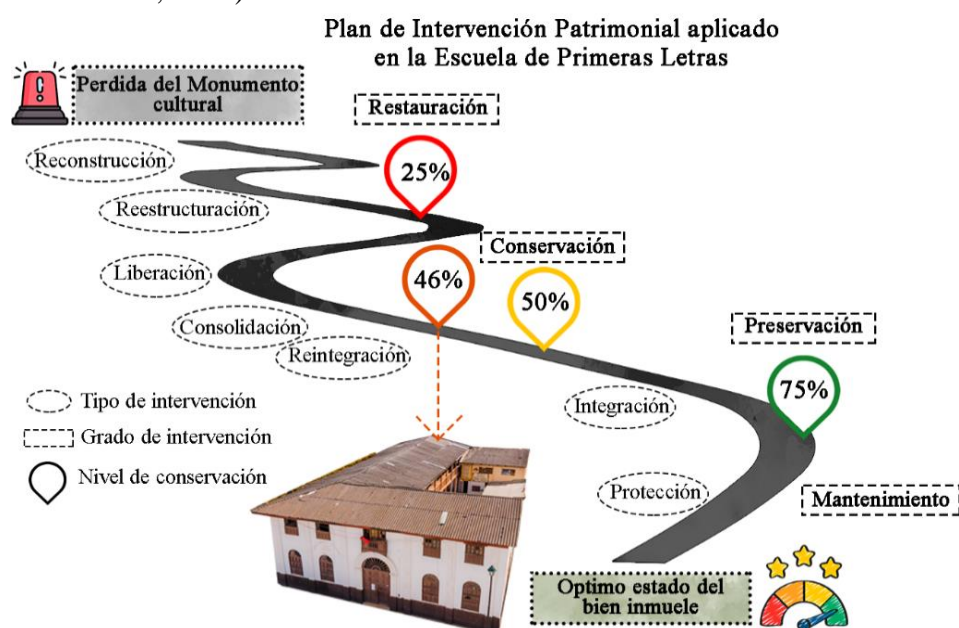 Plan de Intervención Patrimonial aplicado
en la Escuela de Primeras Letras
Perdida del Monumento
cultural
Restauración
Reconstrucción
25%
Reestructuración
Conservación
Liberación
46%
50%
Consolidación
Preservación
Reintegración
75%
Tipo de intervención
Integración
Grado de intervención
Nivel de conservación
Protección
Mantenimiento
Optimo estado del
bien inmuele